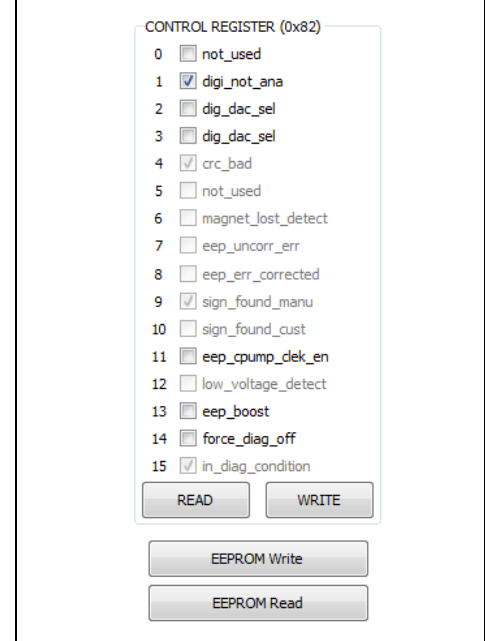 CONTROL REGISTER (0x82)
0 not_used
1 digi_not_ana
2 dig_dac_sel
3 dig_dac_sel
4 crc_bad
5 not_used
6 magnet_lost_detect
7 eep_uncorr_err
8 eep_err_corrected
9 sign_found_manu
10 sign_found_cust
11 eep_cpump_clek_en
12 low_voltage_detect
13 eep_boost
14 force_diag_off
15 in_diag_condition
READ WRITE
EEPROM Write
EEPROM Read